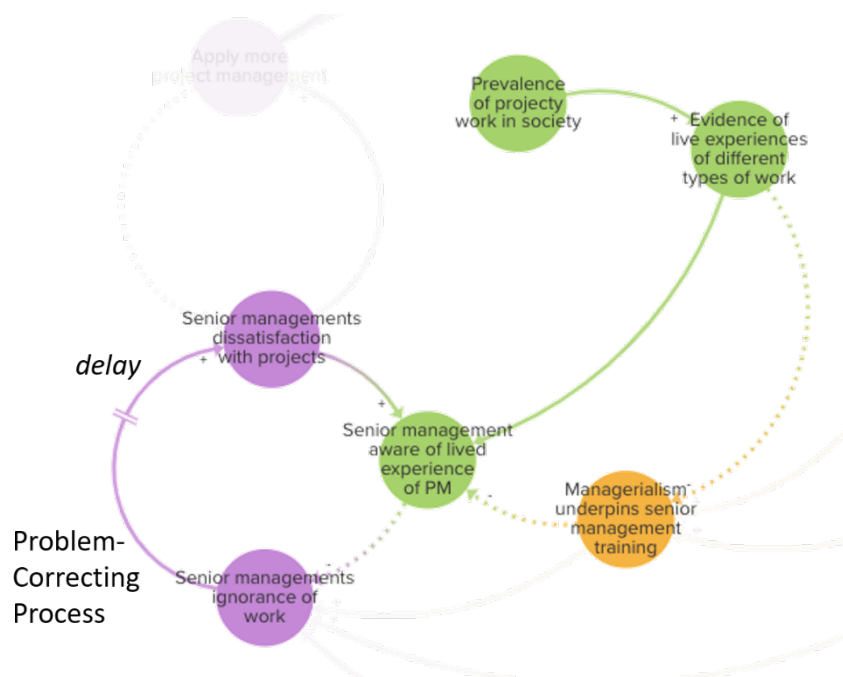 Apply more
project management
Prevalence
of projecty
work in society
+
+ Evidence of
live experiences
of different
types of work
Senior managements
dissatisfaction
+ with projects
delay
+
Senior management
aware of lived
experience
of PM
-
Managerialism-
underpins senior
management
training
Problem-
Correcting
Process
-
Senior managements
ignorance of
work
+
+